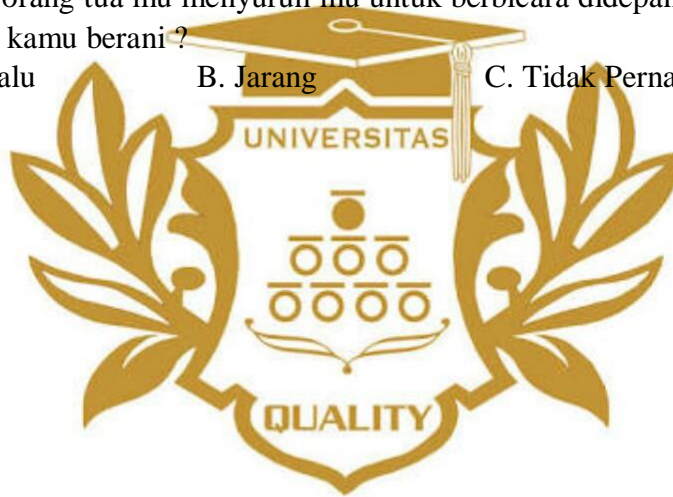 orang tua mu menyuruh mu untuk berbicara didepan
kamu berani ?
alu B. Jarang C. Tidak Perna
UNIVERSITAS
QUALITY